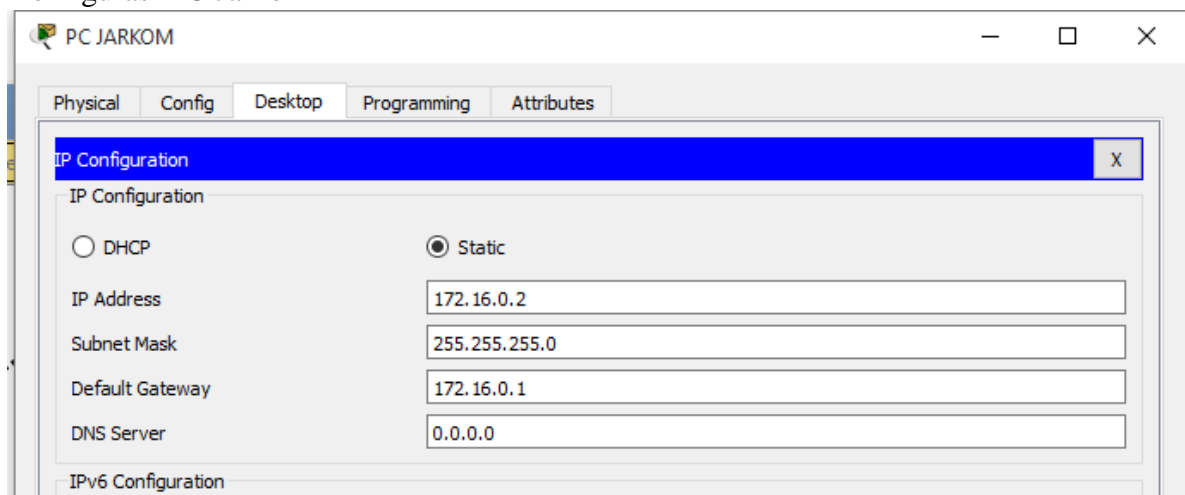 PC JARKOM
Physical Config Desktop Programming Attributes
IP Configuration X
IP Configuration
DHCP Static
IP Address 172.16.0.2
Subnet Mask 255.255.255.0
Default Gateway 172.16.0.1
DNS Server 0.0.0.0
IPv6 Configuration